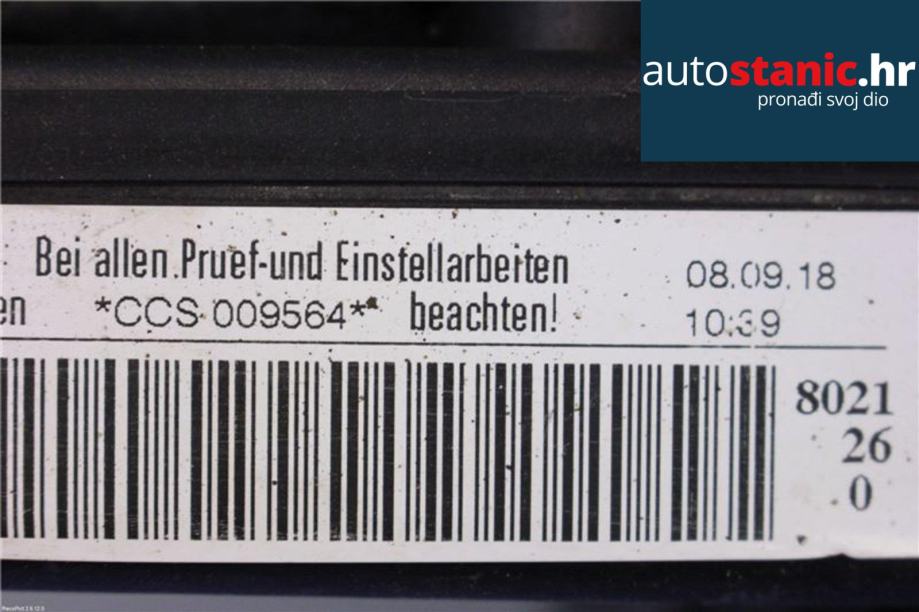 autostanic.hr
pronađi svoj dio
Bei allen Pruef-und Einstellarbeiten 08.09.18
en *CCS 009564* beachten! 10:39
8021
26
0